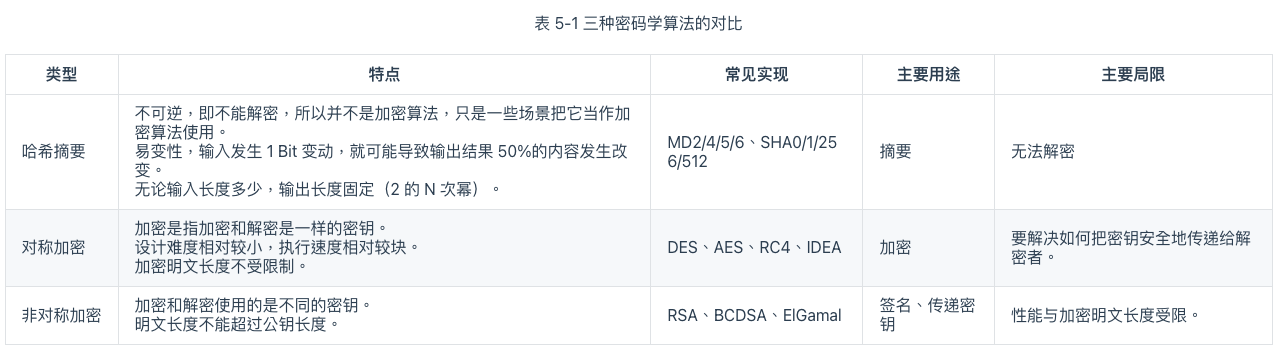 表 5-1 三种密码学算法的对比
类型
特点
常见实现
主要用途
主要局限
哈希摘要
不可逆，即不能解密，所以并不是加密算法，只是一些场景把它当作加
密算法使用。
易变性，输入发生 1 Bit 变动，就可能导致输出结果 50%的内容发生改
变。
无论输入长度多少，输出长度固定（2 的 N 次幂）。
MD2/4/5/6、SHA0/1/25
6/512
摘要
无法解密
对称加密
加密是指加密和解密是一样的密钥。
设计难度相对较小，执行速度相对较块。
加密明文长度不受限制。
DES、AES、RC4、IDEA
加密
要解决如何把密钥安全地传递给解
密者。
非对称加密
加密和解密使用的是不同的密钥。
明文长度不能超过公钥长度。
RSA、BCDSA、ElGamal
签名、传递密
钥
性能与加密明文长度受限。